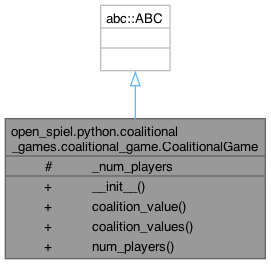 abc::ABC
open_spiel.python.coalitional
_games.coalitional_game.CoalitionalGame
# _num_players
+ __init__()
+ coalition_value()
+ coalition_values()
+ num_players()